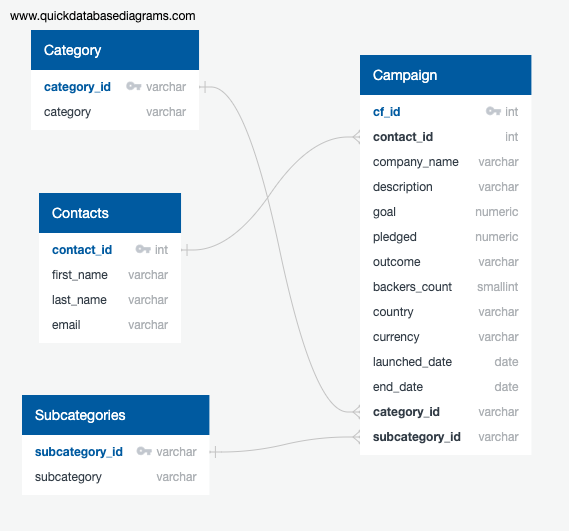 www.quickdatabasediagrams.com
Category
category_id varchar
category varchar
Contacts
contact_id int
first_name varchar
last_name varchar
email varchar
Subcategories
subcategory_id varchar
subcategory varchar
Campaign
cf_id int
contact_id int
company_name varchar
description varchar
goal numeric
pledged numeric
outcome varchar
backers_count smallint
country varchar
currency varchar
launched_date date
end_date date
category_id varchar
subcategory_id varchar